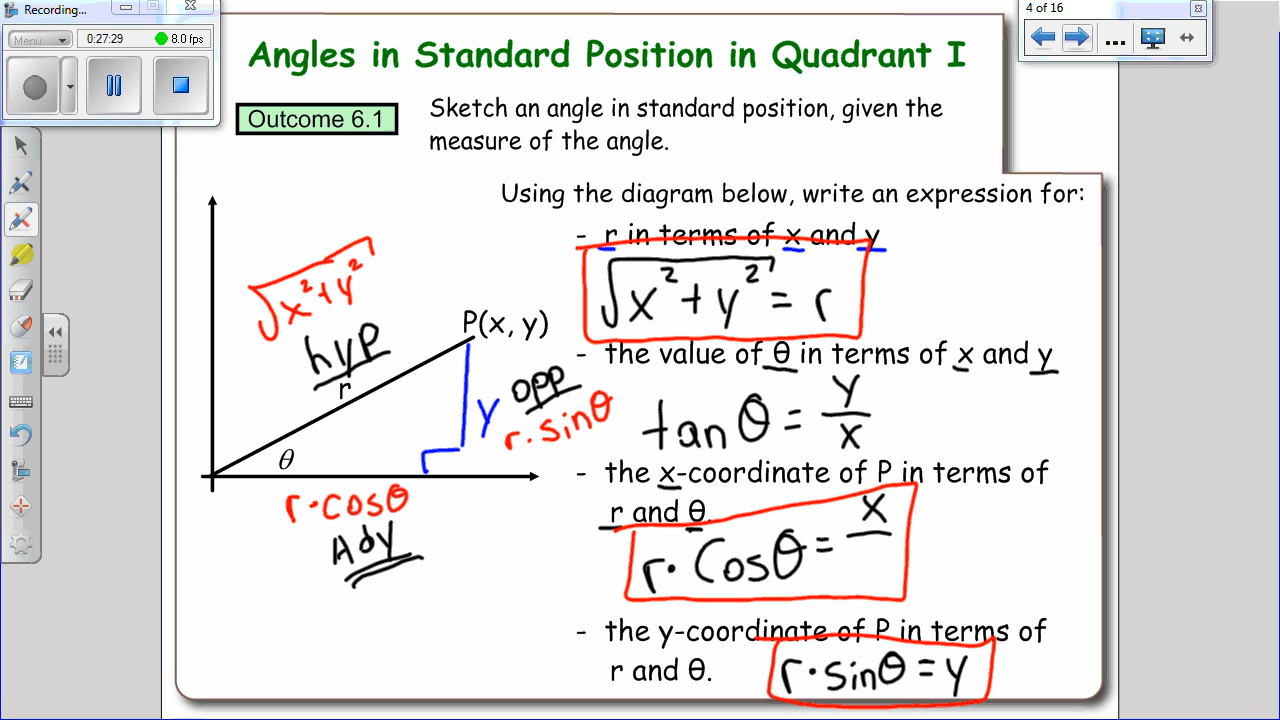 Recording...
Menu
0:27:29
8.0 fps
4 of 16
Angles in Standard Position in Quadrant I
Outcome 6.1
Sketch an angle in standard position, given the
measure of the angle.
Using the diagram below, write an expression for:
- r in terms of x and y
√x²+y² = r
- the value of θ in terms of x and y
tanθ = y/x
- the x-coordinate of P in terms of
r and θ.
r·Cosθ = x
- the y-coordinate of P in terms of
r and θ.
r·sinθ = y
√x²+y²
hyp
r
P(x, y)
y
opp
r·sinθ
θ
r·cosθ
Ady